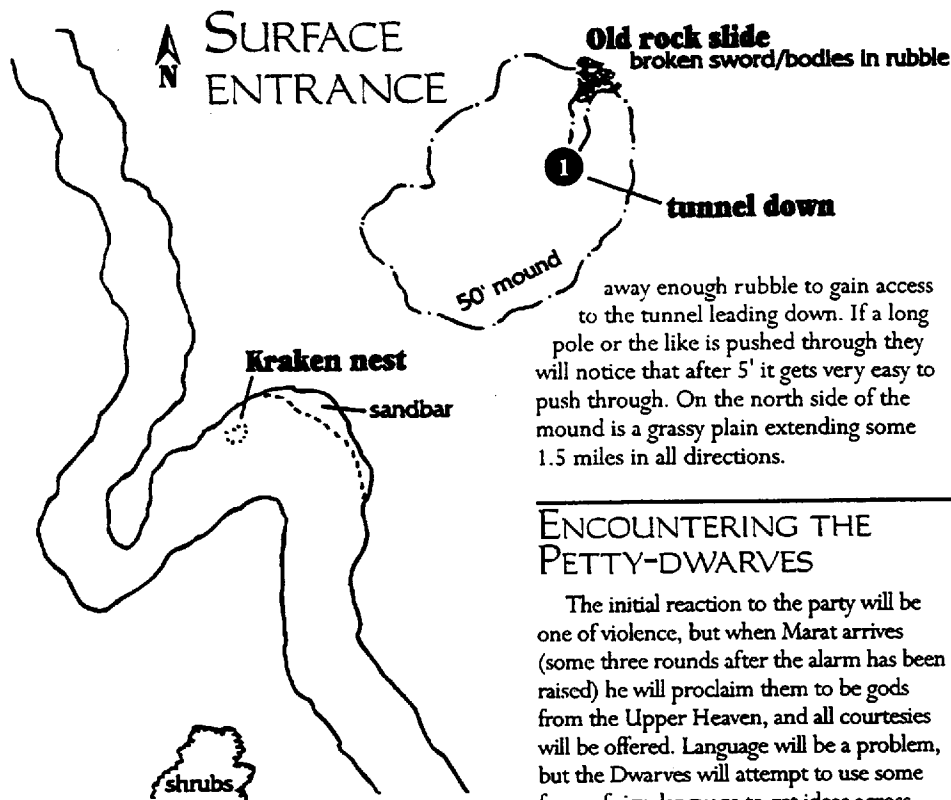 SURFACE
ENTRANCE
N
Old rock slide
broken sword/bodies in rubble
1
tunnel down
50' mound
Kraken nest
sandbar
shrubs
away enough rubble to gain access
to the tunnel leading down. If a long
pole or the like is pushed through they
will notice that after 5' it gets very easy to
push through. On the north side of the
mound is a grassy plain extending some
1.5 miles in all directions.
ENCOUNTERING THE
PETTY-DWARVES
The initial reaction to the party will be
one of violence, but when Marat arrives
(some three rounds after the alarm has been
raised) he will proclaim them to be gods
from the Upper Heaven, and all courtesies
will be offered. Language will be a problem,
but the Dwarves will attempt to use some